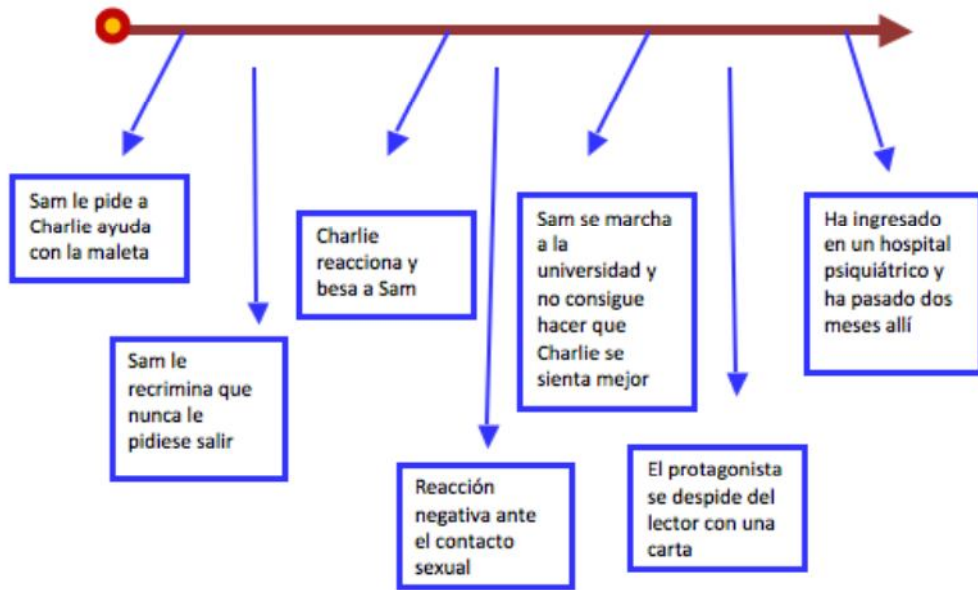 Sam le pide a
Charlie ayuda
con la maleta
Sam le
recrimina que
nunca le
pidiese salir
Charlie
reacciona y
besa a Sam
Reacción
negativa ante
el contacto
sexual
Sam se marcha
a la
universidad y
no consigue
hacer que
Charlie se
sienta mejor
El protagonista
se despide del
lector con una
carta
Ha ingresado
en un hospital
psiquiátrico y
ha pasado dos
meses allí